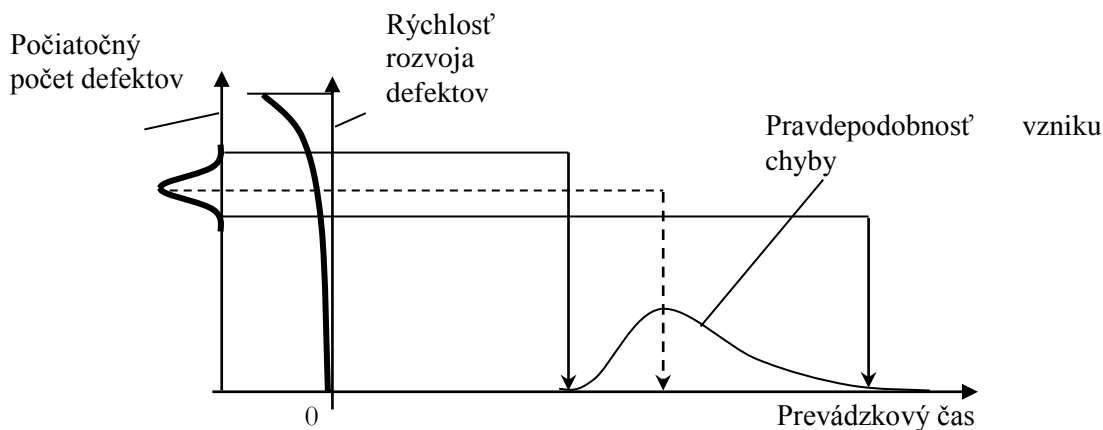 Počiatočný
počet defektov
Rýchlosť
rozvoja
defektov
Pravdepodobnosť vzniku
chyby
0
Prevádzkový čas